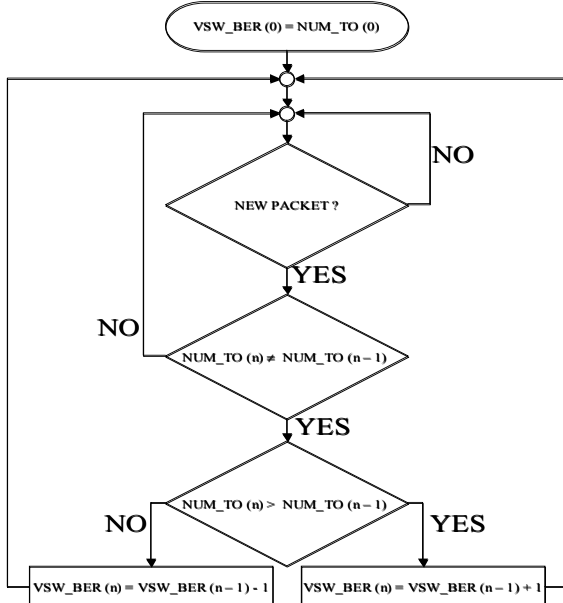 VSW_BER (0) = NUM_TO (0)
NO
NEW PACKET ?
YES
NO
NUM_TO (n) ≠ NUM_TO (n – 1)
YES
NUM_TO (n) > NUM_TO (n – 1)
NO
YES
VSW_BER (n) = VSW_BER (n – 1) - 1
VSW_BER (n) = VSW_BER (n – 1) + 1